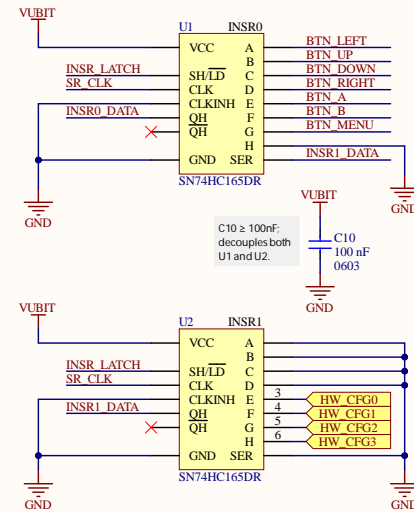 VUBIT
U1 INSR0
VCC A BTN_LEFT
B BTN_UP
INSR_LATCH SH/LD C BTN_DOWN
SR_CLK CLK D BTN_RIGHT
CLKINH E BTN_A
INSR0_DATA QH F BTN_B
QH G BTN_MENU
H
GND SER INSR1_DATA
SN74HC165DR
GND
GND
VUBIT
C10 ≥ 100nF;
decouples both
U1 and U2.
C10
100 nF
0603
GND
VUBIT
U2 INSR1
VCC A
B
INSR_LATCH SH/LD C
SR_CLK CLK D
CLKINH E 3 HW_CFG0
INSR1_DATA QH F 4 HW_CFG1
QH G 5 HW_CFG2
H 6 HW_CFG3
GND SER
SN74HC165DR
GND
GND